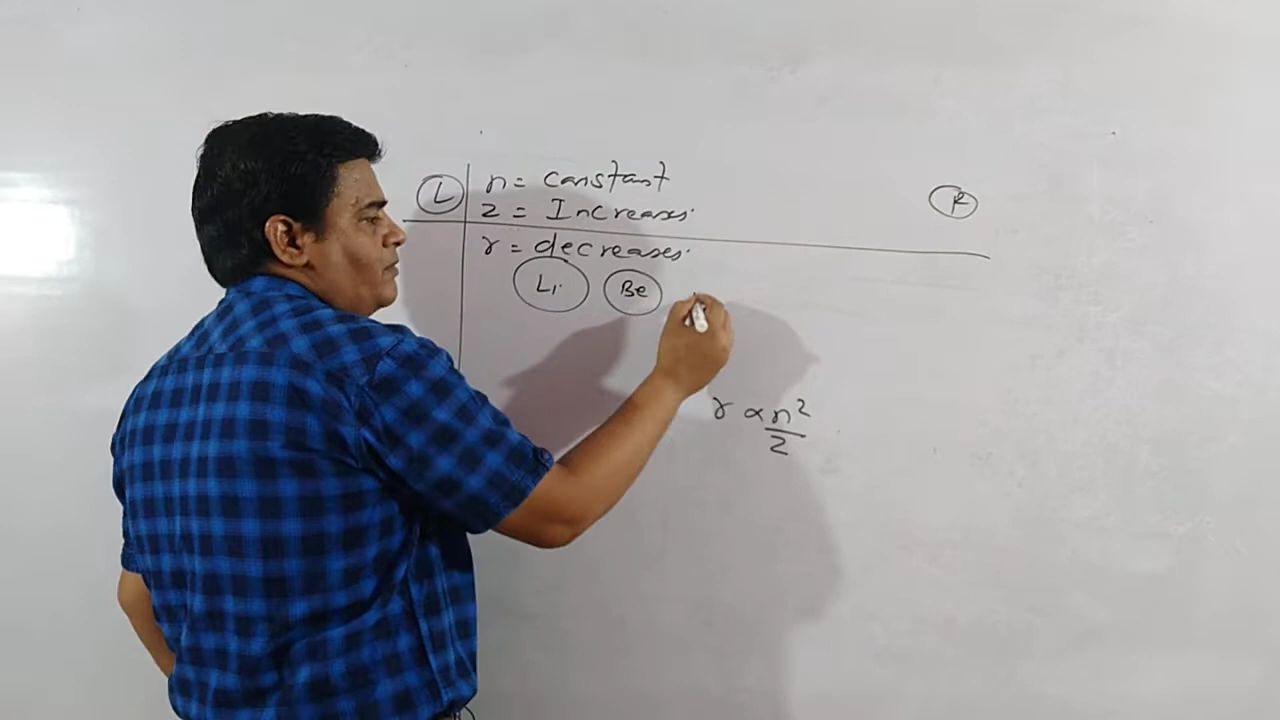 L n = constant R
z = Increases.
r = decreases.
Li Be
r ∝ n²/z